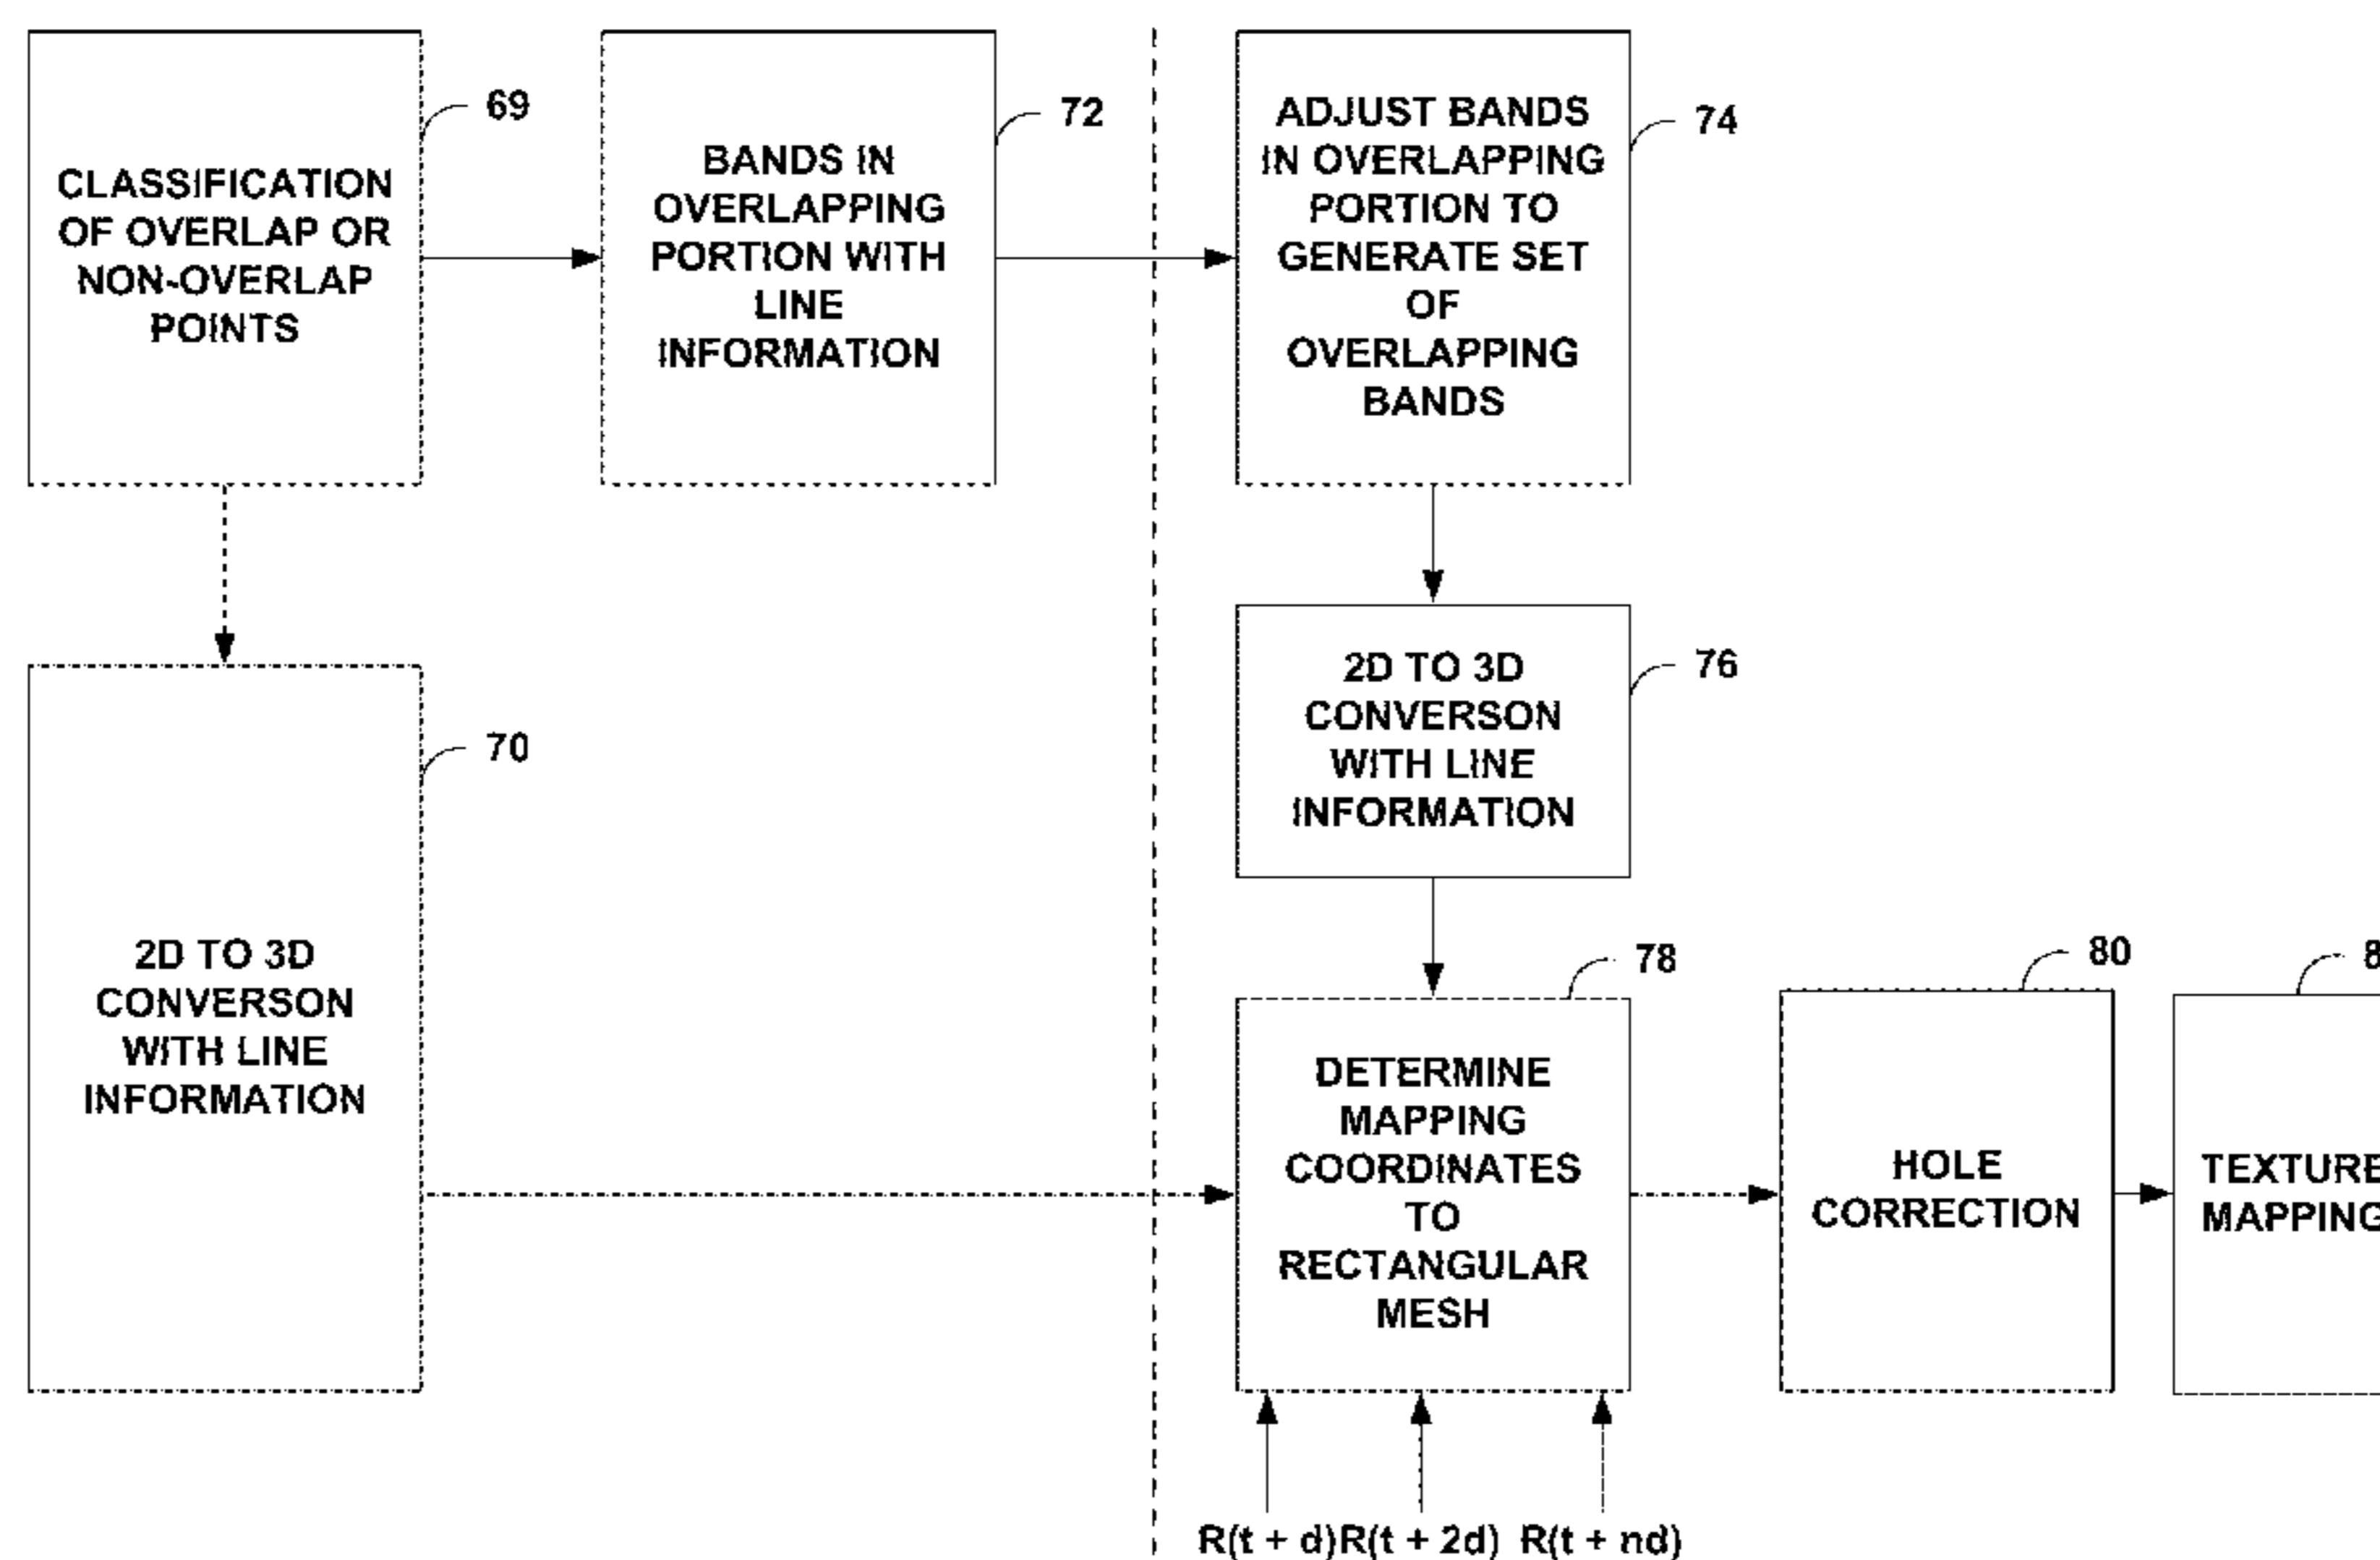 CLASSIFICATION
OF OVERLAP OR
NON-OVERLAP
POINTS
69
BANDS IN
OVERLAPPING
PORTION WITH
LINE
INFORMATION
72
ADJUST BANDS
IN OVERLAPPING
PORTION TO
GENERATE SET
OF
OVERLAPPING
BANDS
74
2D TO 3D
CONVERSON
WITH LINE
INFORMATION
70
2D TO 3D
CONVERSON
WITH LINE
INFORMATION
76
DETERMINE
MAPPING
COORDINATES
TO
RECTANGULAR
MESH
78
HOLE
CORRECTION
80
TEXTURE
MAPPING
R(t + d) R(t + 2d) R(t + nd)